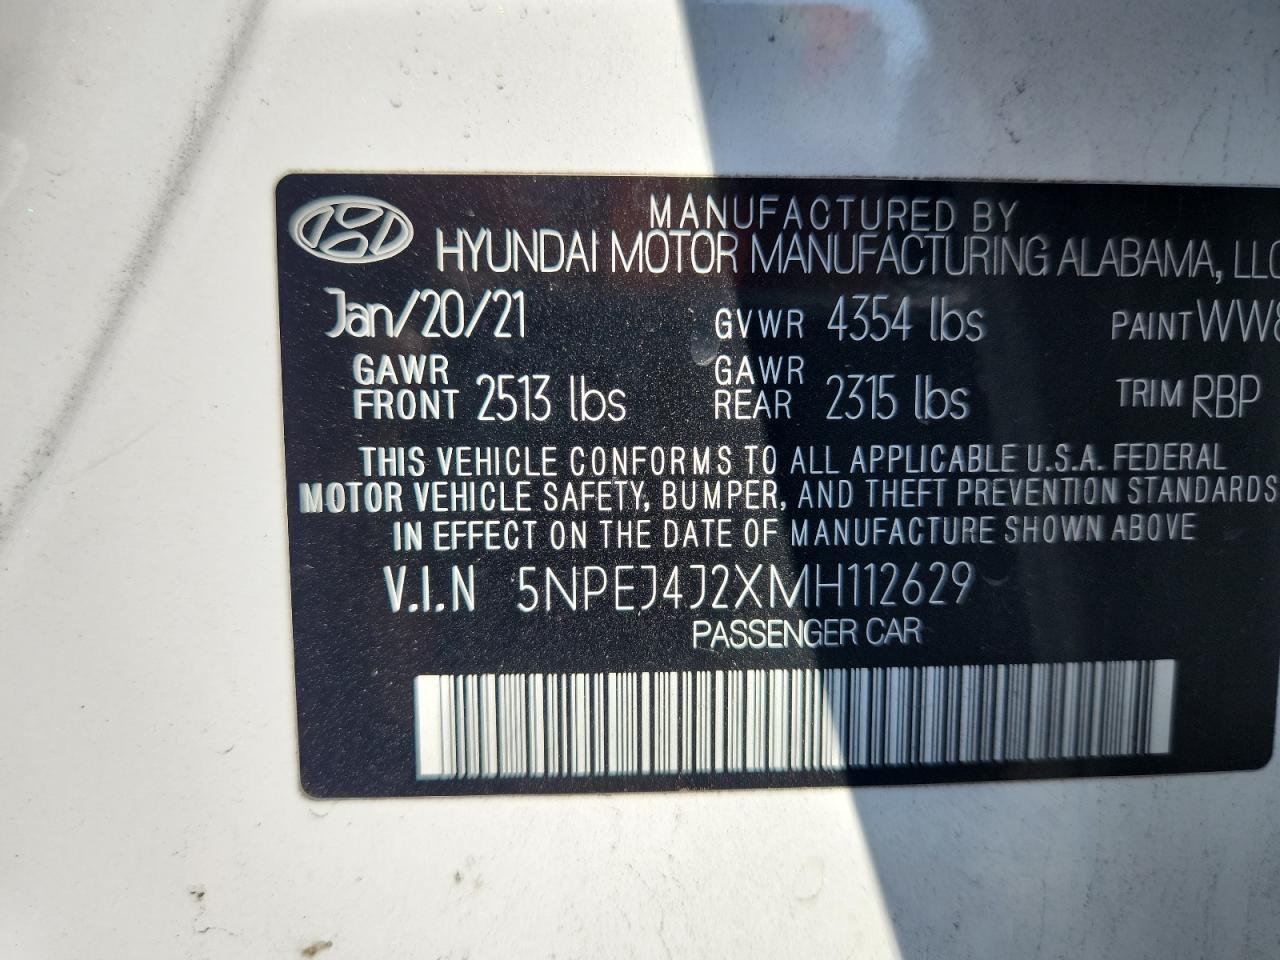 MANUFACTURED BY
HYUNDAI MOTOR MANUFACTURING ALABAMA, LLC
Jan/20/21 GVWR 4354 lbs PAINT WW8
GAWR FRONT 2513 lbs GAWR REAR 2315 lbs TRIM RBP
THIS VEHICLE CONFORMS TO ALL APPLICABLE U.S.A. FEDERAL
MOTOR VEHICLE SAFETY, BUMPER, AND THEFT PREVENTION STANDARDS
IN EFFECT ON THE DATE OF MANUFACTURE SHOWN ABOVE
V.I.N 5NPEJ4J2XMH112629
PASSENGER CAR